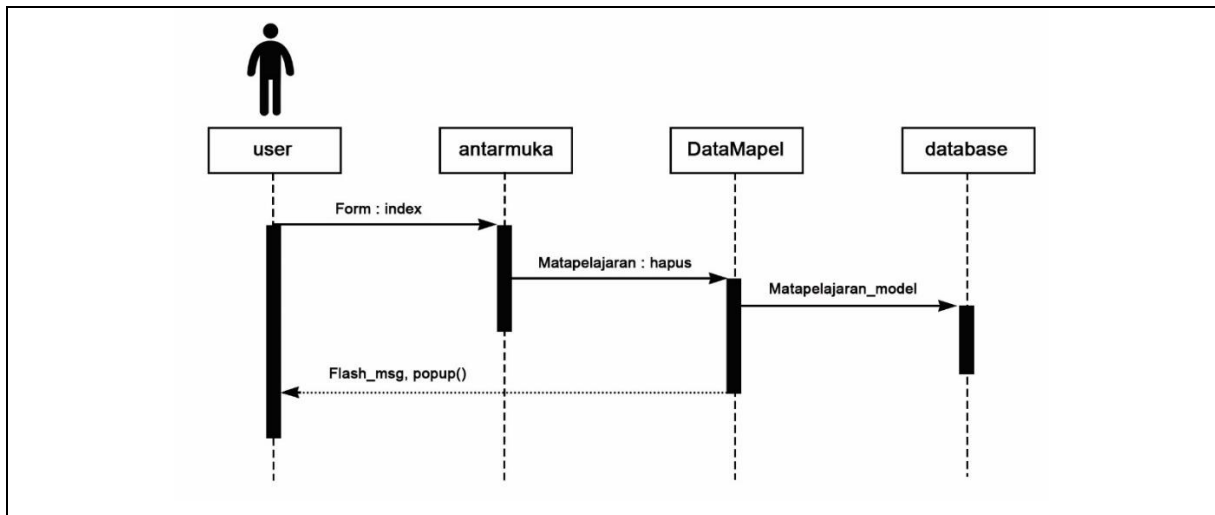 user
antarmuka
DataMapel
database
Form : index
Matapelajaran : hapus
Matapelajaran_model
Flash_msg, popup()